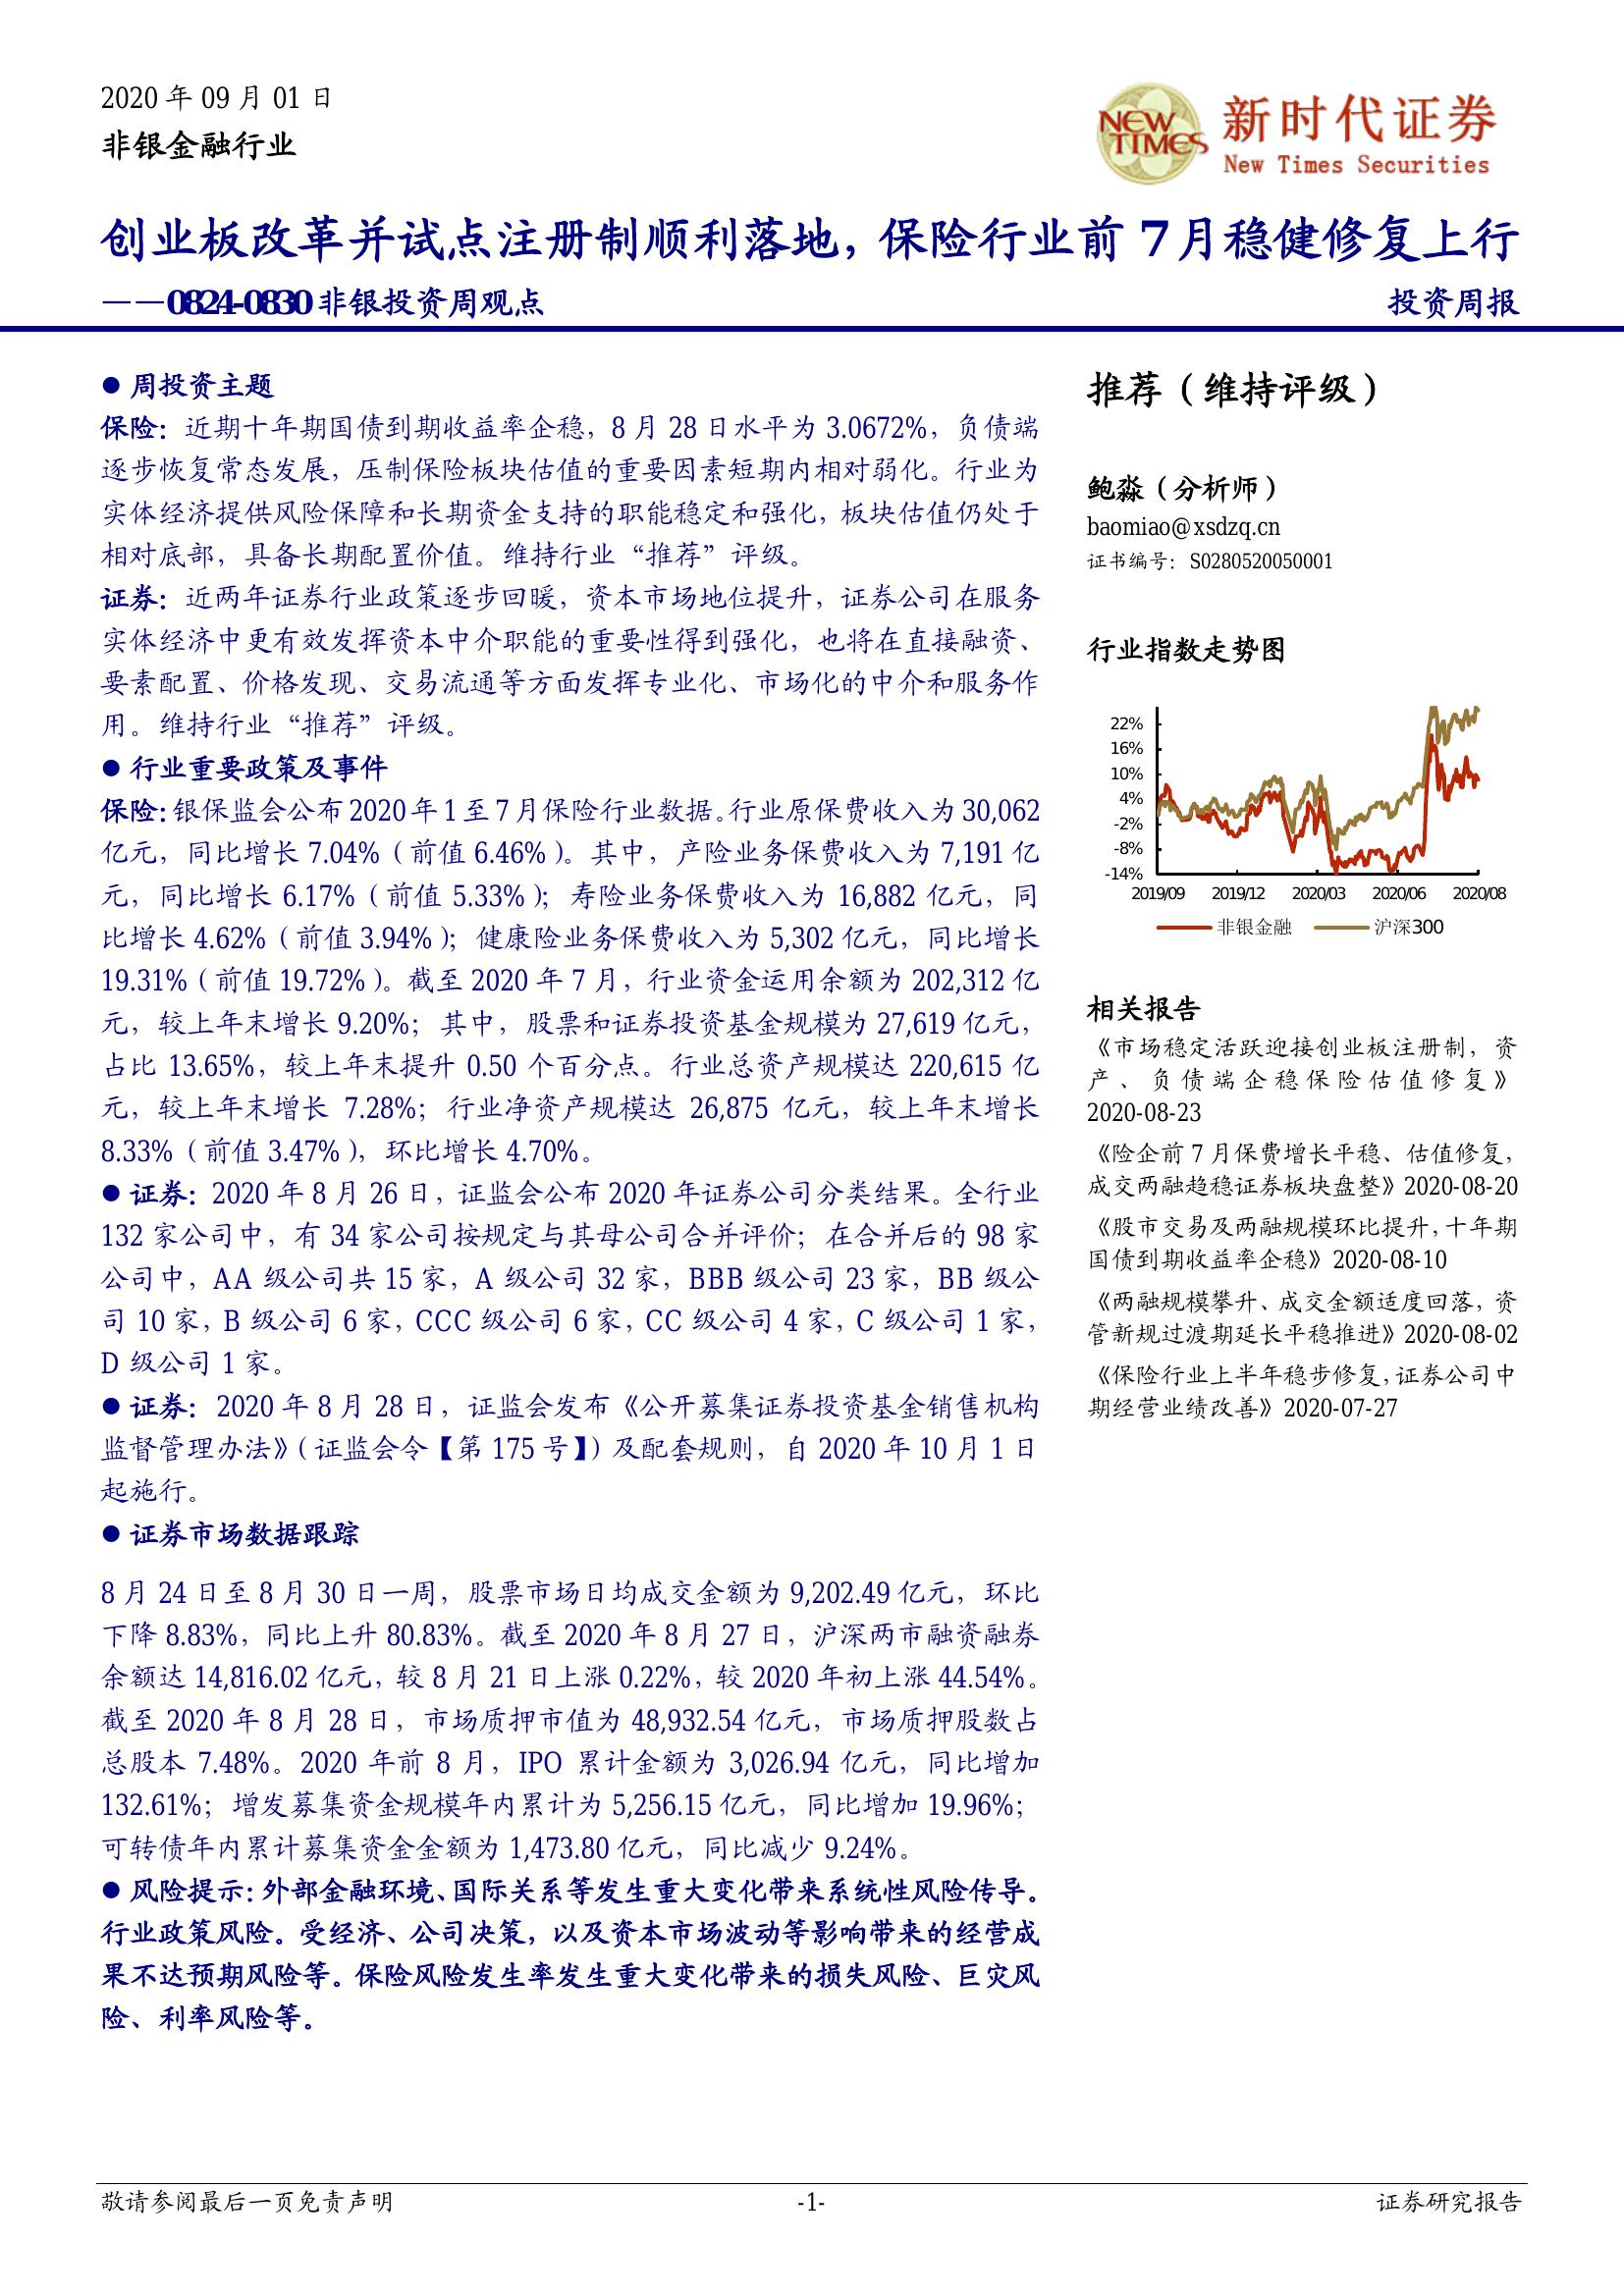 2020 年 09 月 01 日
非银金融行业
NEW TIMES
新时代证券
New Times Securities
创业板改革并试点注册制顺利落地，保险行业前 7 月稳健修复上行
——0824-0830 非银投资周观点
投资周报
● 周投资主题
保险：近期十年期国债到期收益率企稳，8 月 28 日水平为 3.0672%，负债端
逐步恢复常态发展，压制保险板块估值的重要因素短期内相对弱化。行业为
实体经济提供风险保障和长期资金支持的职能稳定和强化，板块估值仍处于
相对底部，具备长期配置价值。维持行业“推荐”评级。
证券：近两年证券行业政策逐步回暖，资本市场地位提升，证券公司在服务
实体经济中更有效发挥资本中介职能的重要性得到强化，也将在直接融资、
要素配置、价格发现、交易流通等方面发挥专业化、市场化的中介和服务作
用。维持行业“推荐”评级。
● 行业重要政策及事件
保险：银保监会公布 2020 年 1 至 7 月保险行业数据。行业原保费收入为 30,062
亿元，同比增长 7.04%（前值 6.46%）。其中，产险业务保费收入为 7,191 亿
元，同比增长 6.17%（前值 5.33%）；寿险业务保费收入为 16,882 亿元，同
比增长 4.62%（前值 3.94%）；健康险业务保费收入为 5,302 亿元，同比增长
19.31%（前值 19.72%）。截至 2020 年 7 月，行业资金运用余额为 202,312 亿
元，较上年末增长 9.20%；其中，股票和证券投资基金规模为 27,619 亿元，
占比 13.65%，较上年末提升 0.50 个百分点。行业总资产规模达 220,615 亿
元，较上年末增长 7.28%；行业净资产规模达 26,875 亿元，较上年末增长
8.33%（前值 3.47%），环比增长 4.70%。
● 证券：2020 年 8 月 26 日，证监会公布 2020 年证券公司分类结果。全行业
132 家公司中，有 34 家公司按规定与其母公司合并评价；在合并后的 98 家
公司中，AA 级公司共 15 家，A 级公司 32 家，BBB 级公司 23 家，BB 级公
司 10 家，B 级公司 6 家，CCC 级公司 6 家，CC 级公司 4 家，C 级公司 1 家，
D 级公司 1 家。
● 证券：2020 年 8 月 28 日，证监会发布《公开募集证券投资基金销售机构
监督管理办法》（证监会令【第 175 号】）及配套规则，自 2020 年 10 月 1 日
起施行。
● 证券市场数据跟踪
8 月 24 日至 8 月 30 日一周，股票市场日均成交金额为 9,202.49 亿元，环比
下降 8.83%，同比上升 80.83%。截至 2020 年 8 月 27 日，沪深两市融资融券
余额达 14,816.02 亿元，较 8 月 21 日上涨 0.22%，较 2020 年初上涨 44.54%。
截至 2020 年 8 月 28 日，市场质押市值为 48,932.54 亿元，市场质押股数占
总股本 7.48%。2020 年前 8 月，IPO 累计金额为 3,026.94 亿元，同比增加
132.61%；增发募集资金规模年内累计为 5,256.15 亿元，同比增加 19.96%；
可转债年内累计募集资金金额为 1,473.80 亿元，同比减少 9.24%。
● 风险提示：外部金融环境、国际关系等发生重大变化带来系统性风险传导。
行业政策风险。受经济、公司决策，以及资本市场波动等影响带来的经营成
果不达预期风险等。保险风险发生率发生重大变化带来的损失风险、巨灾风
险、利率风险等。
推荐（维持评级）
鲍淼（分析师）
baomiao@xsdzq.cn
证书编号：S0280520050001
行业指数走势图
22%
16%
10%
4%
-2%
-8%
-14%
2019/09 2019/12 2020/03 2020/06 2020/08
非银金融 沪深300
相关报告
《市场稳定活跃迎接创业板注册制，资
产、负债端企稳保险估值修复》
2020-08-23
《险企前 7 月保费增长平稳、估值修复，
成交两融趋稳证券板块盘整》2020-08-20
《股市交易及两融规模环比提升，十年期
国债到期收益率企稳》2020-08-10
《两融规模攀升、成交金额适度回落，资
管新规过渡期延长平稳推进》2020-08-02
《保险行业上半年稳步修复，证券公司中
期经营业绩改善》2020-07-27
敬请参阅最后一页免责声明
-1-
证券研究报告